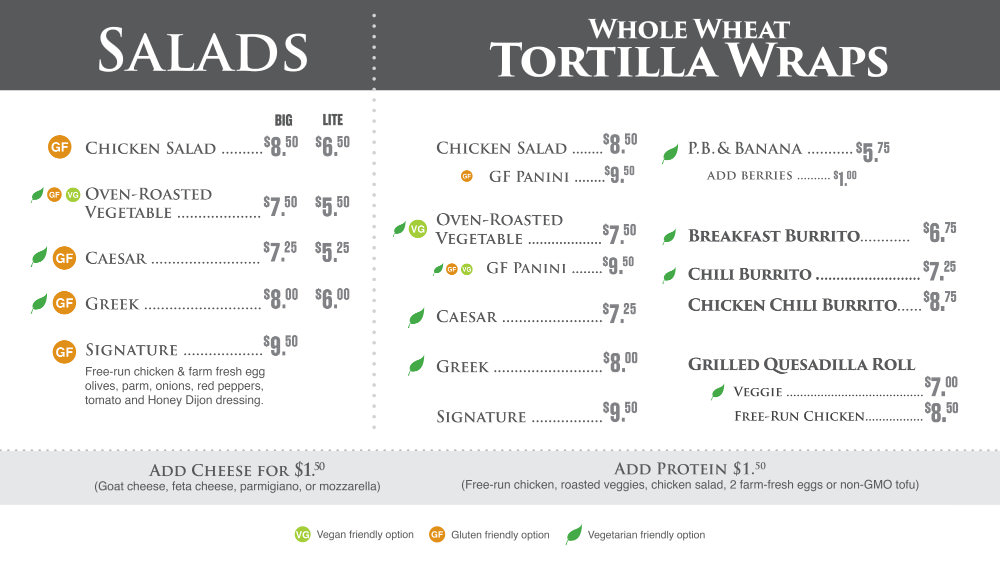 SALADS
WHOLE WHEAT
TORTILLA WRAPS
BIG LITE
GF CHICKEN SALAD .......... $8.50 $6.50
GF VG OVEN-ROASTED
VEGETABLE .................... $7.50 $5.50
GF CAESAR .......................... $7.25 $5.25
GF GREEK ............................ $8.00 $6.00
GF SIGNATURE ................... $9.50
Free-run chicken & farm fresh egg
olives, parm, onions, red peppers,
tomato and Honey Dijon dressing.
CHICKEN SALAD ....... $8.50
GF GF PANINI ....... $9.50
VG OVEN-ROASTED
VEGETABLE ................. $7.50
GF VG GF PANINI ....... $9.50
CAESAR ....................... $7.25
GREEK ......................... $8.00
SIGNATURE ................ $9.50
P.B. & BANANA ........... $5.75
ADD BERRIES .......... $1.00
BREAKFAST BURRITO............ $6.75
CHILI BURRITO ........................ $7.25
CHICKEN CHILI BURRITO...... $8.75
GRILLED QUESADILLA ROLL
VEGGIE ..................................... $7.00
FREE-RUN CHICKEN................ $8.50
ADD CHEESE FOR $1.50
(Goat cheese, feta cheese, parmigiano, or mozzarella)
ADD PROTEIN $1.50
(Free-run chicken, roasted veggies, chicken salad, 2 farm-fresh eggs or non-GMO tofu)
VG Vegan friendly option GF Gluten friendly option Vegetarian friendly option